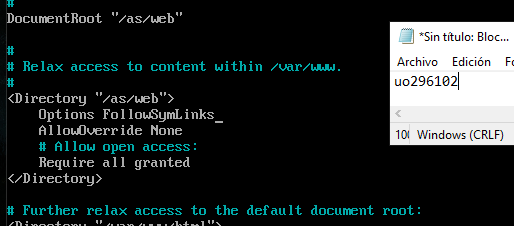 #
DocumentRoot "/as/web"
#
# Relax access to content within /var/www.
#
<Directory "/as/web">
    Options FollowSymLinks_
    AllowOverride None
    # Allow open access:
    Require all granted
</Directory>
# Further relax access to the default document root:
<Directory "/var/www/html">
*Sin título: Bloc...
Archivo Edición
uo296102
100
Windows (CRLF)